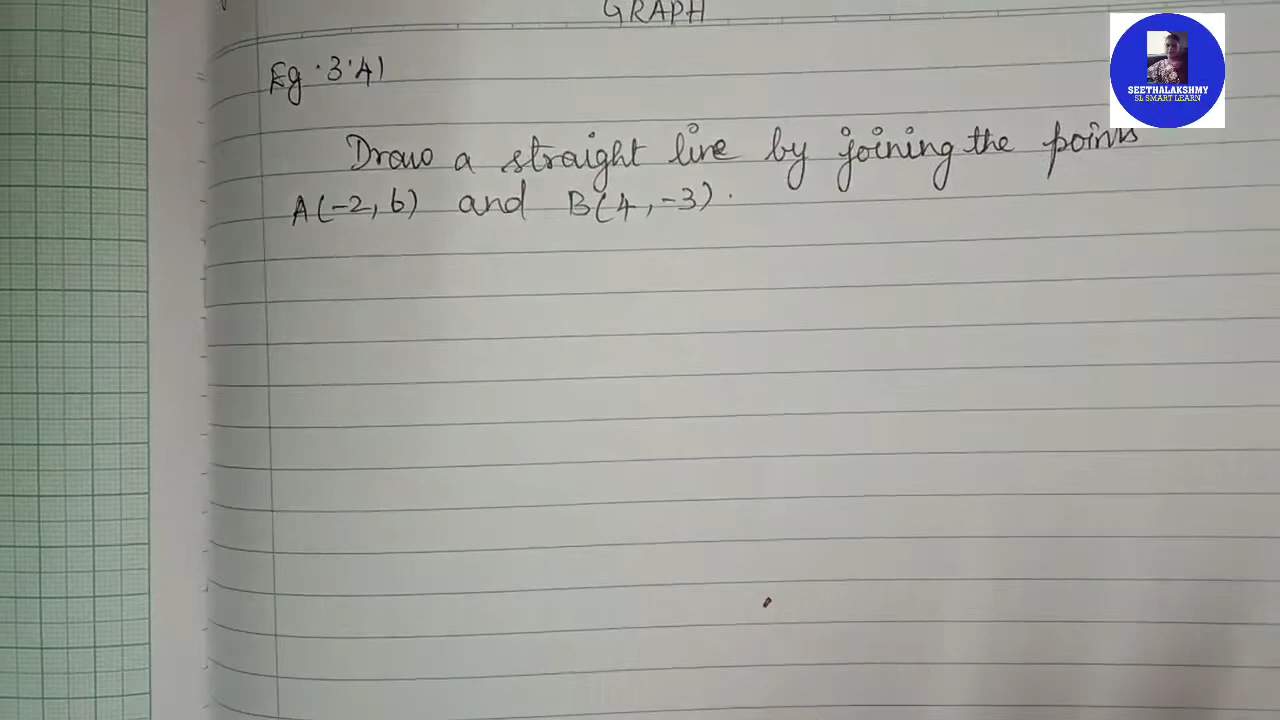 GRAPH
Eg. 3.41
Draw a straight line by joining the points
A(-2, 6) and B(4, -3).
SEETHALAKSHMY
SL SMART LEARN